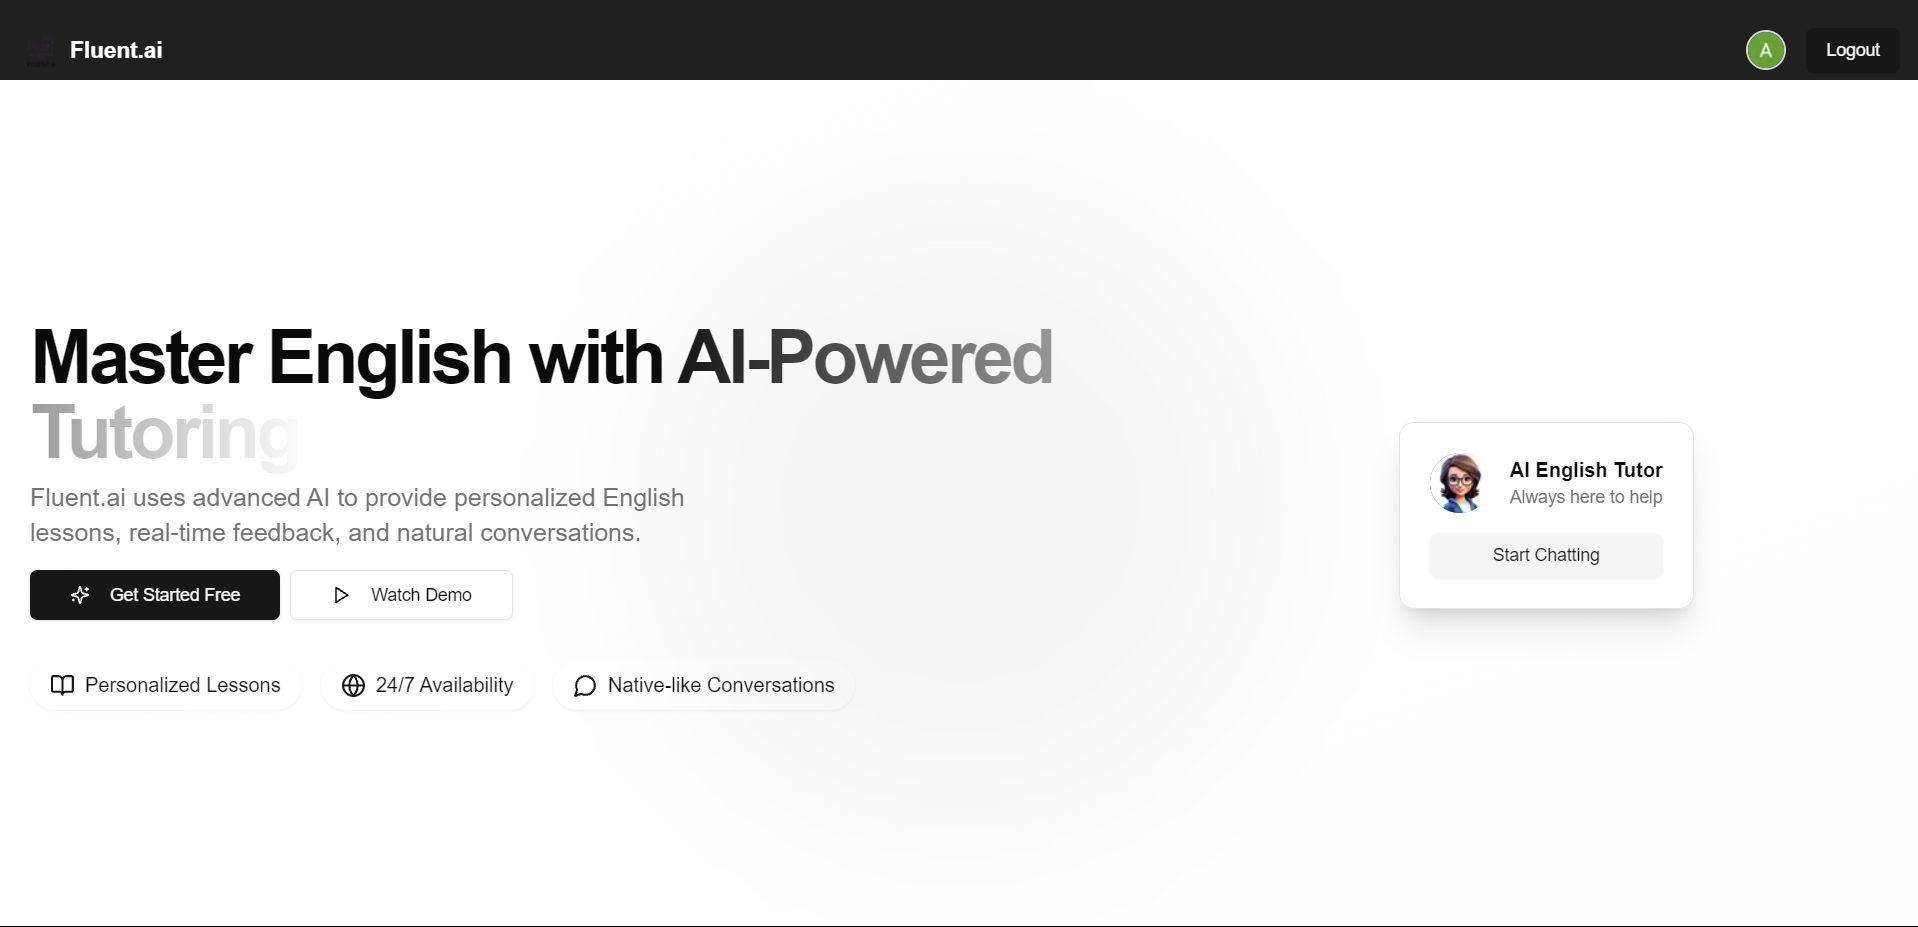 Fluent.ai
A
Logout
Master English with AI-Powered
Tutoring
Fluent.ai uses advanced AI to provide personalized English
lessons, real-time feedback, and natural conversations.
Get Started Free
Watch Demo
Personalized Lessons
24/7 Availability
Native-like Conversations
AI English Tutor
Always here to help
Start Chatting